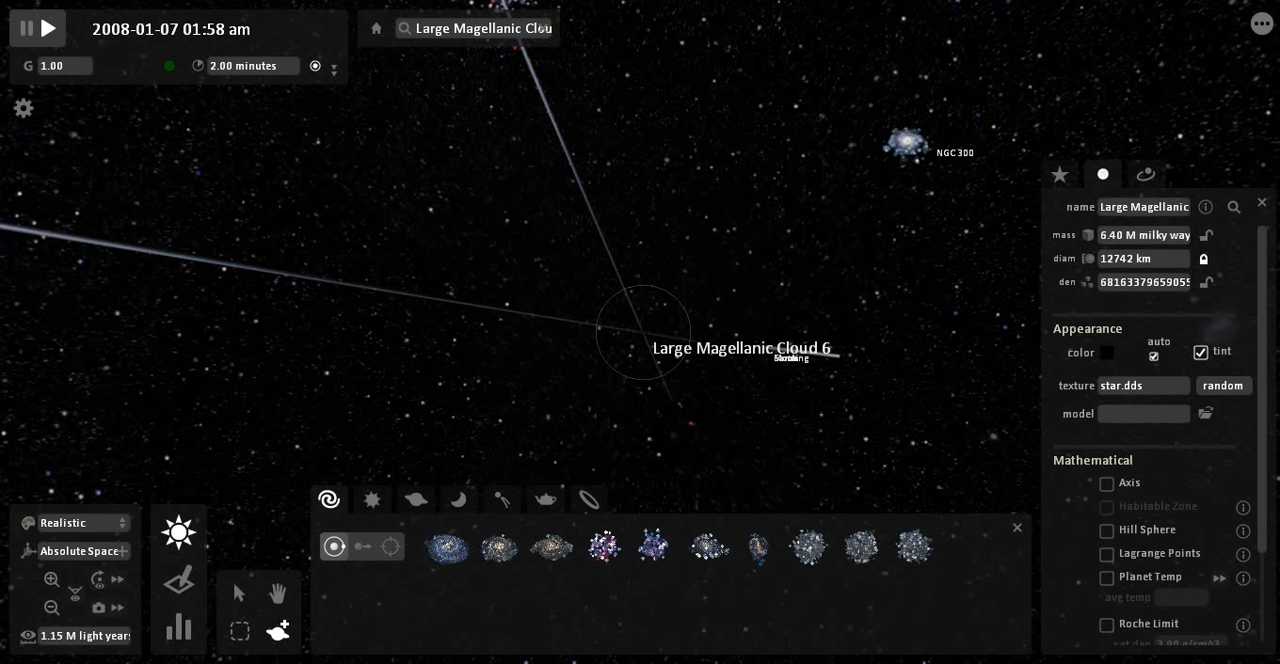 2008-01-07 01:58 am
Large Magellanic Clou
G 1.00
2.00 minutes
NGC 300
name Large Magellanic
mass 6.40 M milky way
diam 12742 km
den 68163379659055
Appearance
auto
color
tint
Large Magellanic Cloud 6
texture star.dds random
model
Mathematical
Axis
Habitable Zone
Hill Sphere
Lagrange Points
Planet Temp
avg temp
Roche Limit
Realistic
Absolute Space
1.15 M light years